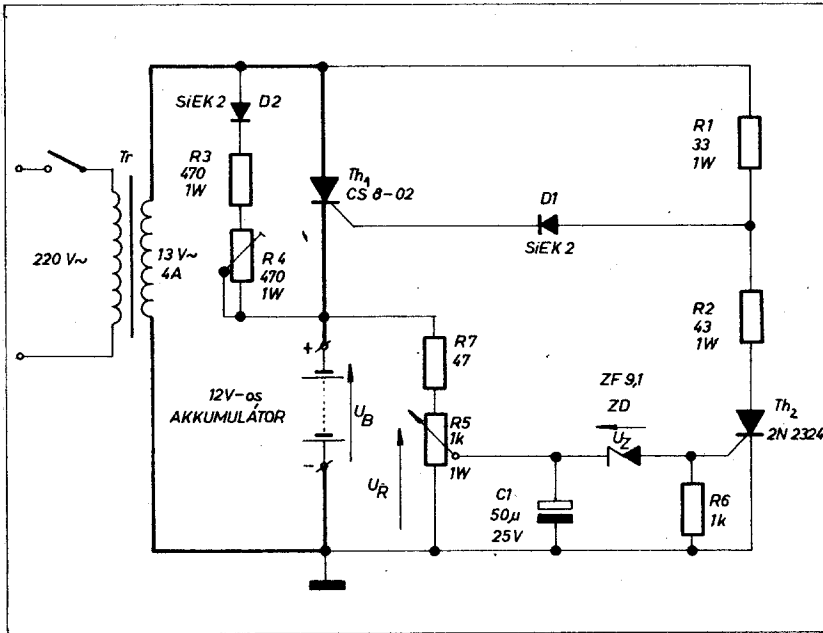 SiEK 2 D2
R3
470
1W
Th1
CS 8-02
R1
33
1W
Tr
220 V~
13 V~
4A
R4
470
1W
D1
SiEK 2
R2
43
1W
+
-
12V-os
AKKUMULÁTOR
UB
R7
47
R5
1k
1W
UR
C1
50µ
25V
ZF 9,1
ZD
UZ
R6
1k
Th2
2N 2324